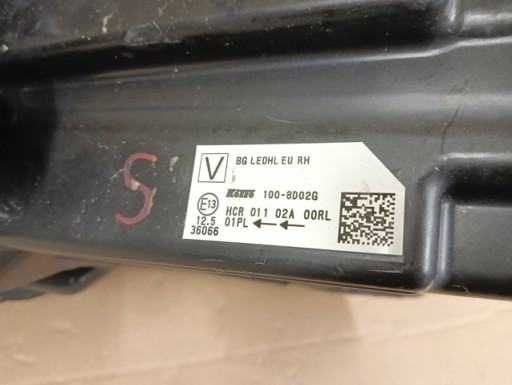 S
V
BG LEDHL EU RH
Koito 100-8D02G
E13 HCR 011 02A 00RL
12.5 01PL ←←
36066